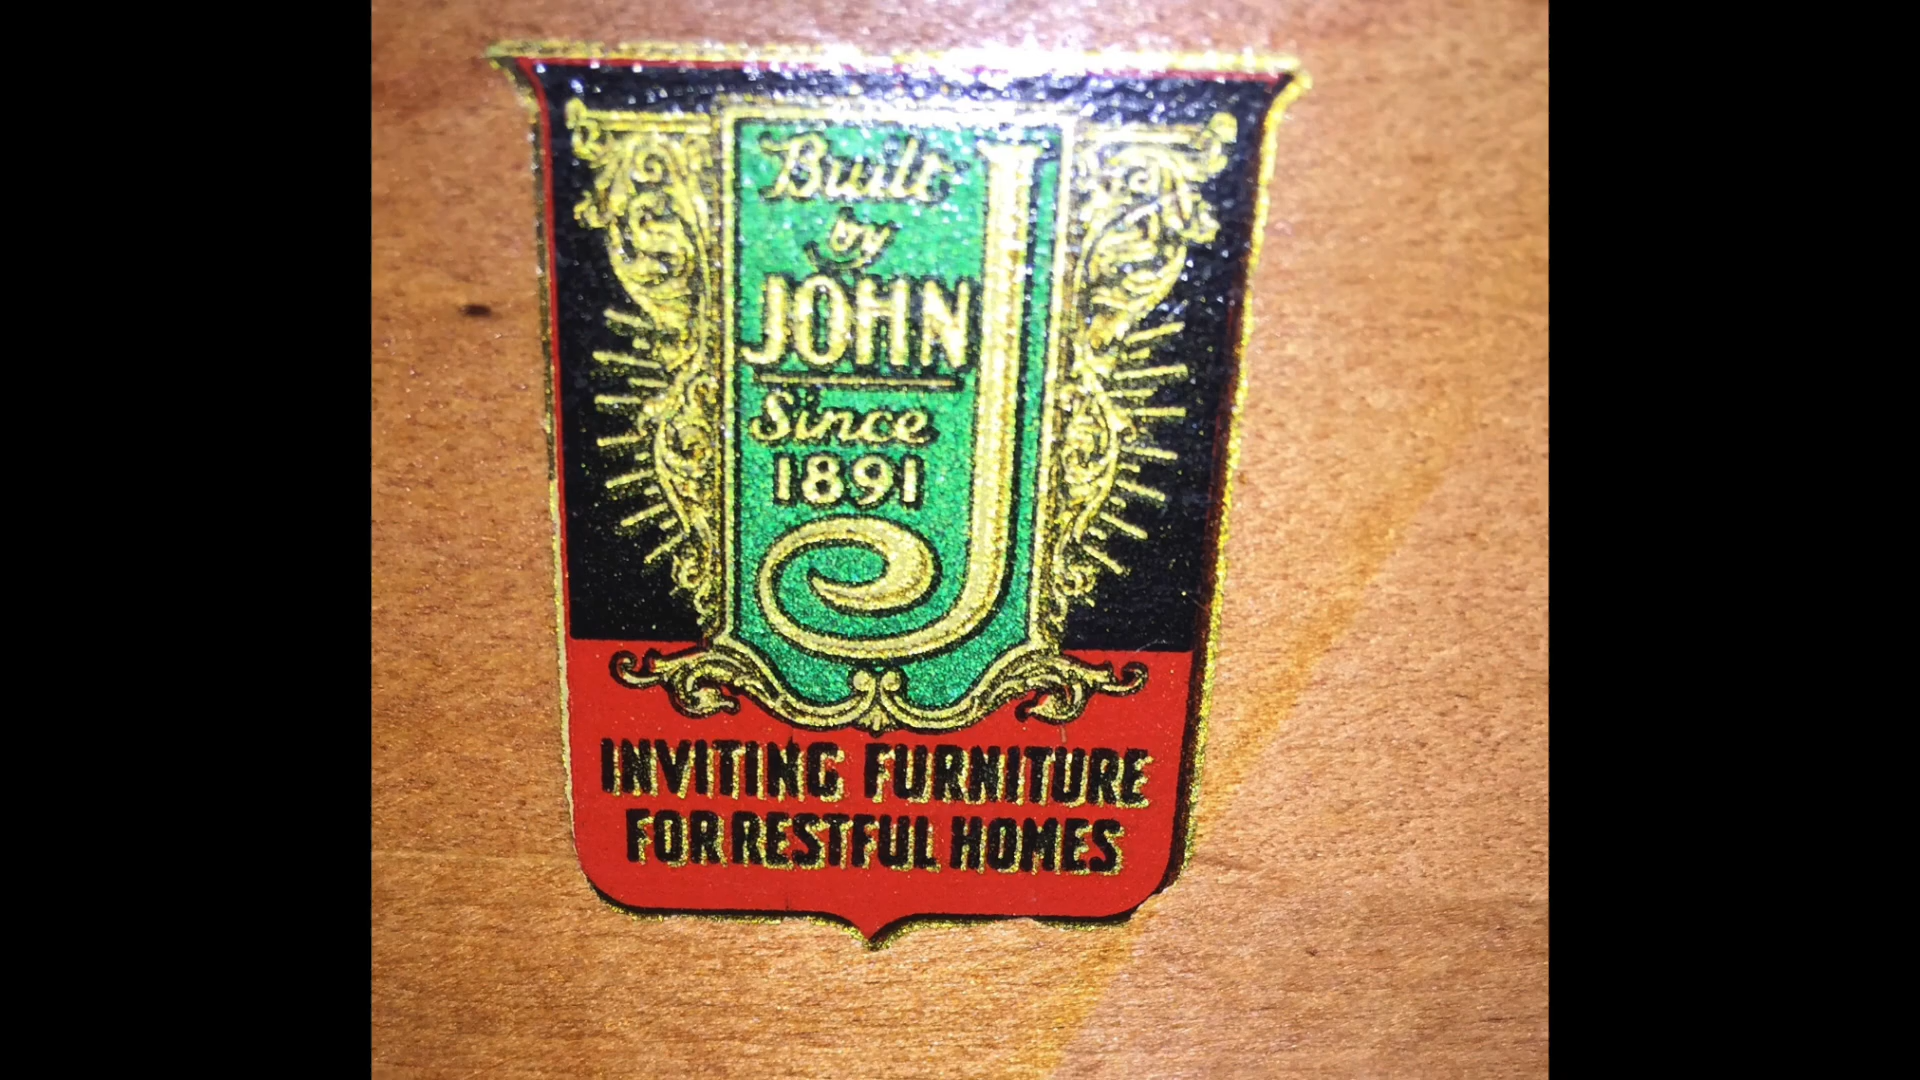 Built
by
JOHN
Since
1891
J
INVITING FURNITURE
FOR RESTFUL HOMES